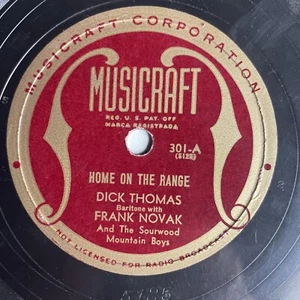 MUSICRAFT CORPORATION
MUSICRAFT
REG. U. S. PAT. OFF
MARCA REGISTRADA
301-A
(5125)
HOME ON THE RANGE
DICK THOMAS
Baritone with
FRANK NOVAK
And The Sourwood
Mountain Boys
NOT LICENSED FOR RADIO BROADCAST